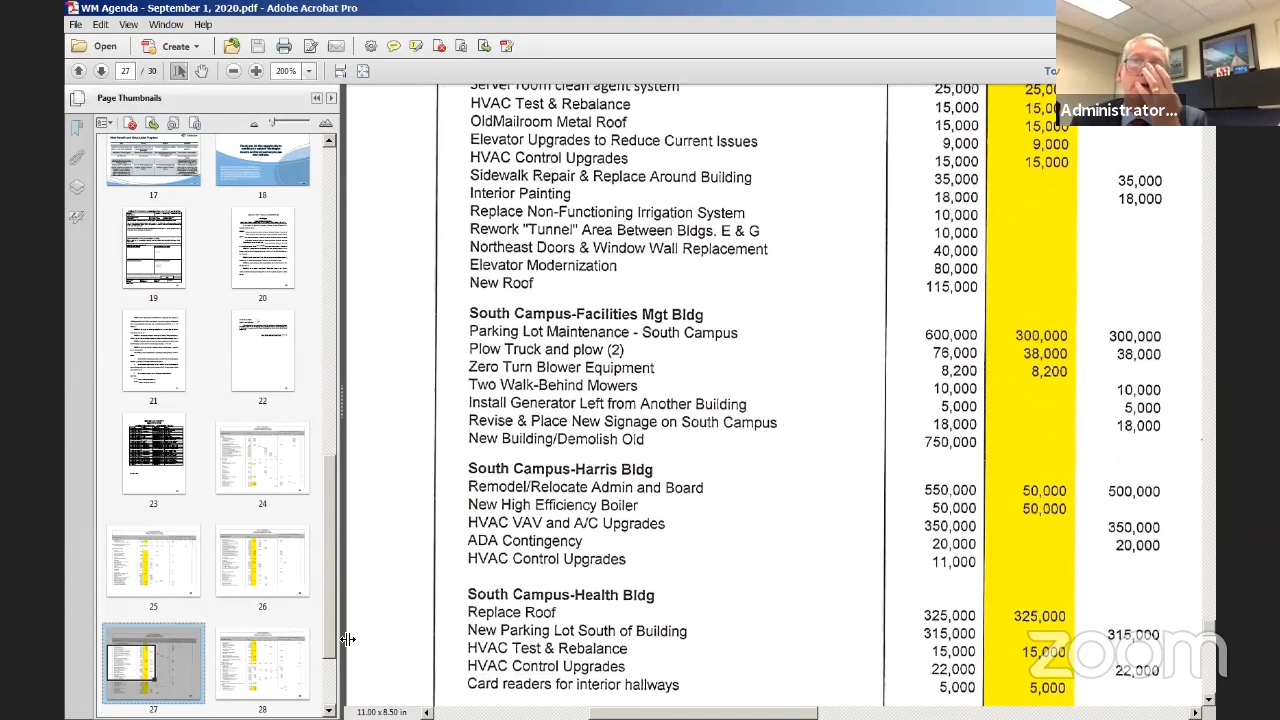 WM Agenda - September 1, 2020.pdf - Adobe Acrobat Pro
File Edit View Window Help
Open Create
27 / 30 200% To
Page Thumbnails
17 18
19 20
21 22
23 24
25 26
27 28
Administrator...
Server room clean agent system 25,000 25,00
HVAC Test & Rebalance 15,000 15,00
OldMailroom Metal Roof 15,000 15,000
Elevator Upgrades to Reduce Current Issues 9,000 9,000
HVAC Control Upgrades 15,000 15,000
Sidewalk Repair & Replace Around Building 35,000 35,000
Interior Painting 18,000 18,000
Replace Non-Functioning Irrigation System 10,000
Rework "Tunnel" Area Between Bldgs. E & G 10,000
Northeast Doors & Window Wall Replacement 40,000
Elevator Modernization 80,000
New Roof 115,000
South Campus-Facilities Mgt Bldg
Parking Lot Maintenance - South Campus 600,000 300,000 300,000
Plow Truck and plow (2) 76,000 38,000 38,000
Zero Turn Blower Equipment 8,200 8,200
Two Walk-Behind Mowers 10,000 10,000
Install Generator Left from Another Building 5,000 5,000
Revise & Place New Signage on South Campus 18,000 18,000
New Building/Demolish Old 750,000
South Campus-Harris Bldg
Remodel/Relocate Admin and Board 550,000 50,000 500,000
New High Efficiency Boiler 50,000 50,000
HVAC VAV and A/C Upgrades 350,000 350,000
ADA Contingency 20,000 20,000
HVAC Control Upgrades 11,000
South Campus-Health Bldg
Replace Roof 325,000 325,000
New Parking Lot South of Building 315,000 315,000
HVAC Test & Rebalance 15,000 15,000
HVAC Control Upgrades 22,000 22,000
Card readers for interior hallways 5,000 5,000
zoom
11.00 x 8.50 in